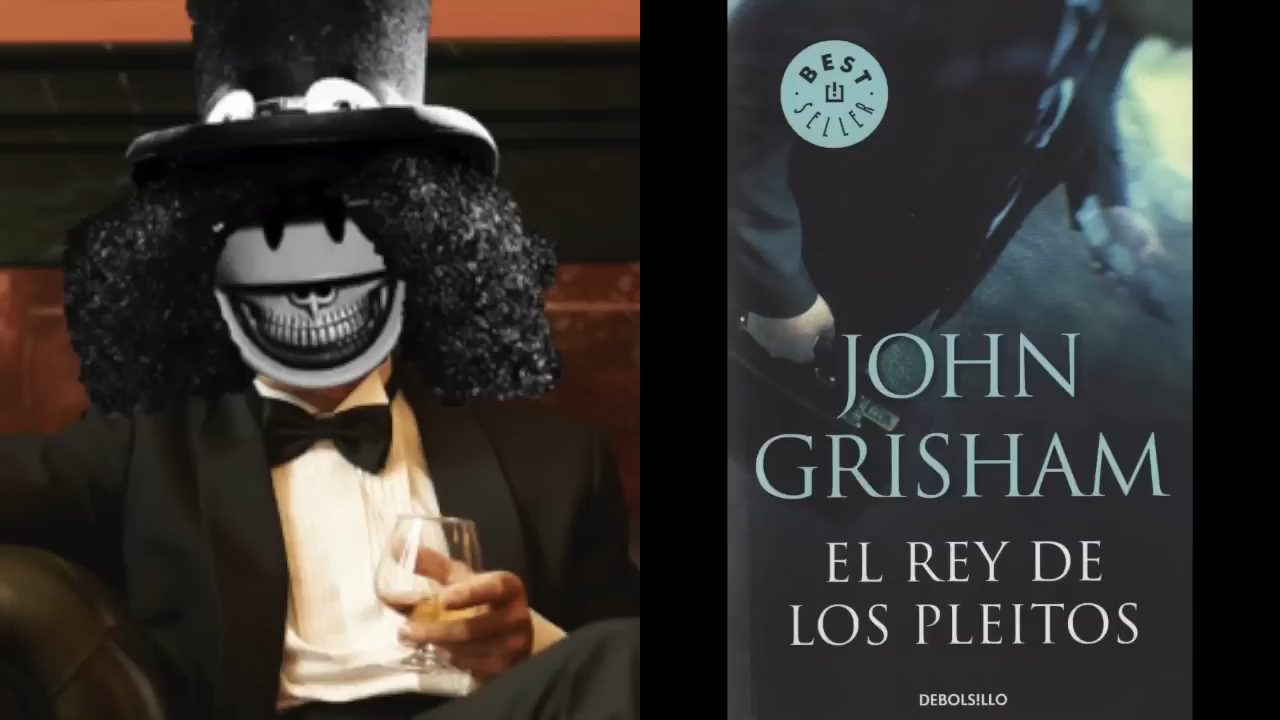 BEST
SELLER
JOHN
GRISHAM
EL REY DE
LOS PLEITOS
DEBOLS!LLO